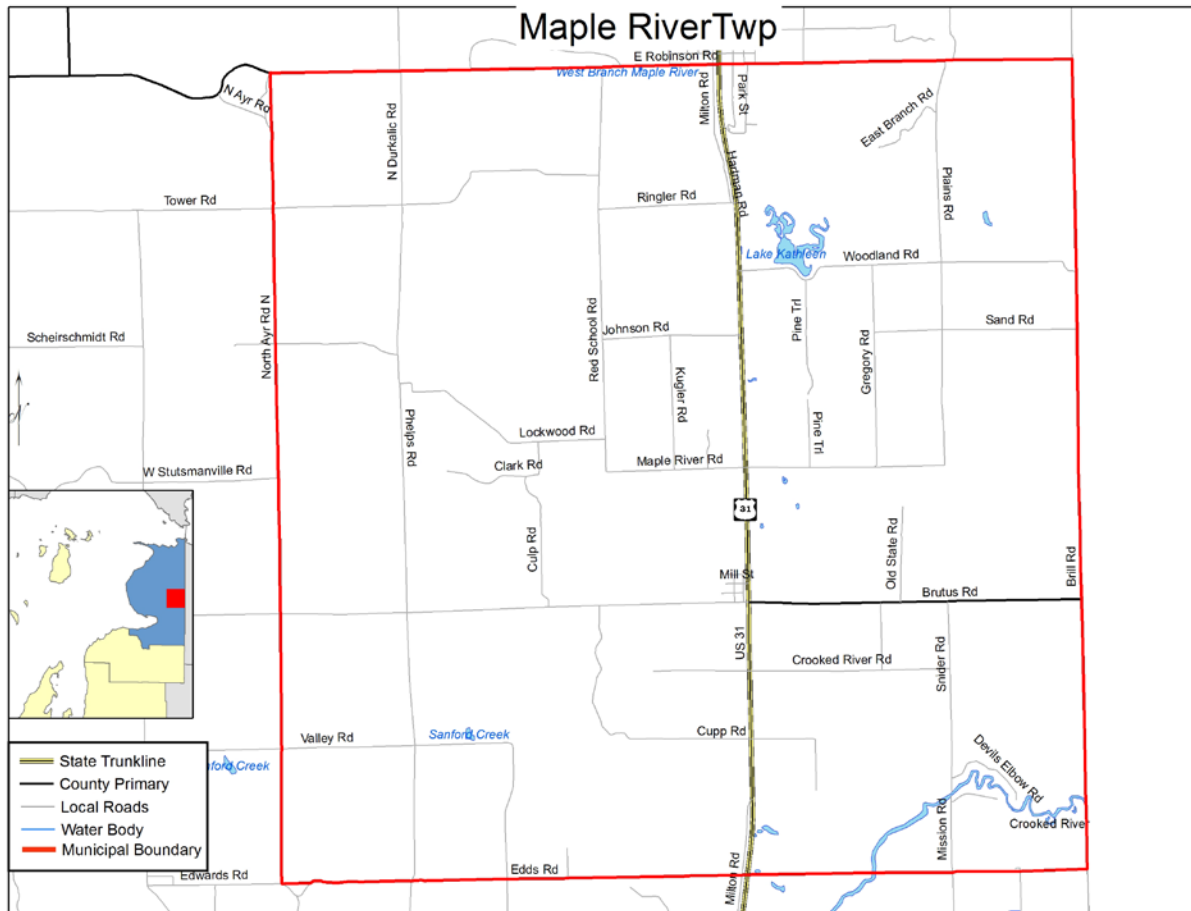 Maple RiverTwp
E Robinson Rd
West Branch Maple River
N Ayr Rd
Milton Rd
Park St
N Durkalic Rd
East Branch Rd
Hartman Rd
Tower Rd
Ringler Rd
Plains Rd
Lake Kathleen
Woodland Rd
North Ayr Rd N
Scheirschmidt Rd
Red School Rd
Johnson Rd
Pine Trl
Gregory Rd
Sand Rd
Kugler Rd
Phelps Rd
Lockwood Rd
Pine Trl
W Stutsmanville Rd
Clark Rd
Maple River Rd
31
Culp Rd
Old State Rd
Brill Rd
Mill St
Brutus Rd
US 31
Crooked River Rd
Snider Rd
Valley Rd
Sanford Creek
Cupp Rd
Devils Elbow Rd
nford Creek
State Trunkline
County Primary
Local Roads
Water Body
Municipal Boundary
Crooked River
Mission Rd
Milton Rd
Edwards Rd
Edds Rd